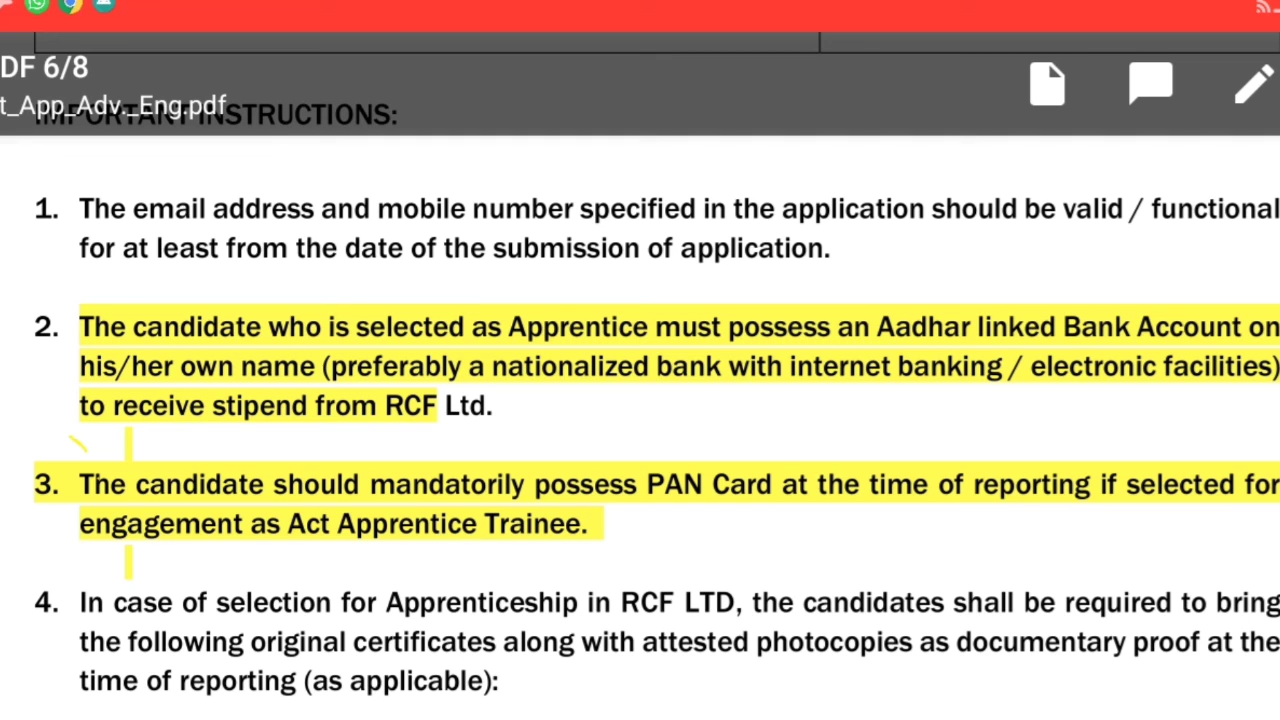 DF 6/8
t_App_Adv._Eng.pdf
IMPORTANT INSTRUCTIONS:
1. The email address and mobile number specified in the application should be valid / functional
for at least from the date of the submission of application.
2. The candidate who is selected as Apprentice must possess an Aadhar linked Bank Account on
his/her own name (preferably a nationalized bank with internet banking / electronic facilities)
to receive stipend from RCF Ltd.
3. The candidate should mandatorily possess PAN Card at the time of reporting if selected for
engagement as Act Apprentice Trainee.
4. In case of selection for Apprenticeship in RCF LTD, the candidates shall be required to bring
the following original certificates along with attested photocopies as documentary proof at the
time of reporting (as applicable):